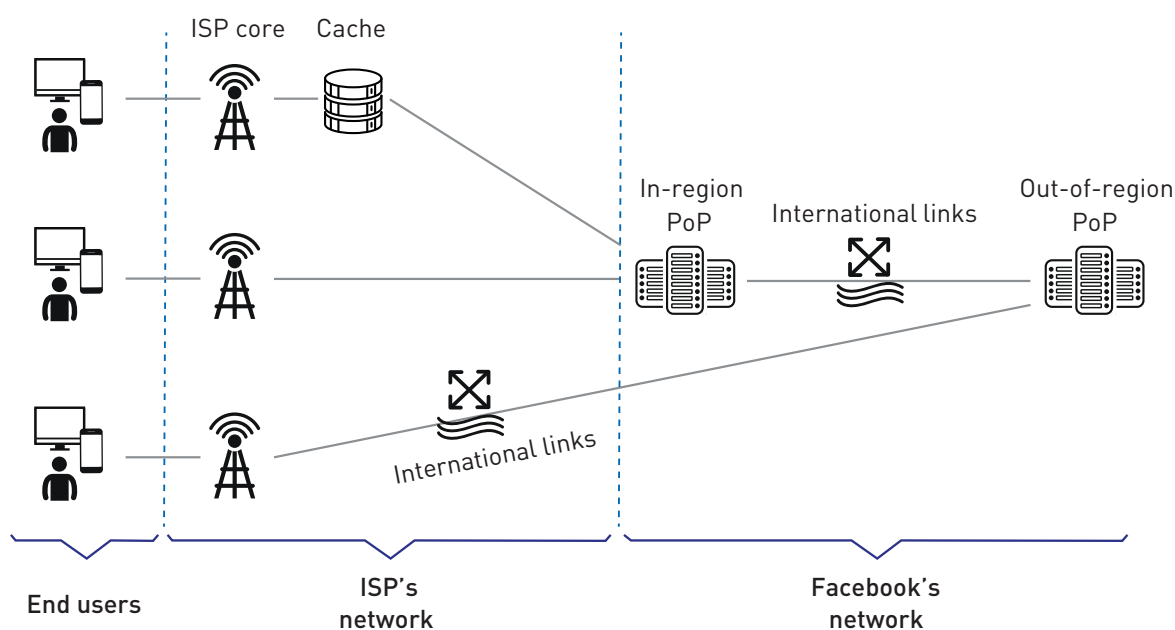 ISP core
Cache
In-region
PoP
International links
Out-of-region
PoP
International links
End users
ISP's
network
Facebook's
network